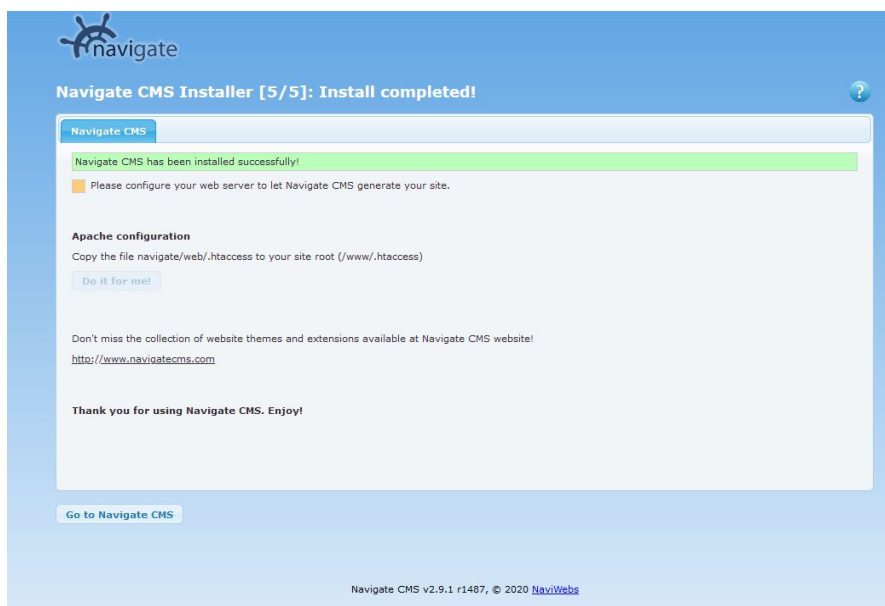 navigate
Navigate CMS Installer [5/5]: Install completed!
?
Navigate CMS
Navigate CMS has been installed successfully!
Please configure your web server to let Navigate CMS generate your site.
Apache configuration
Copy the file navigate/web/.htaccess to your site root (/www/.htaccess)
Do it for me!
Don't miss the collection of website themes and extensions available at Navigate CMS website!
http://www.navigatecms.com
Thank you for using Navigate CMS. Enjoy!
Go to Navigate CMS
Navigate CMS v2.9.1 r1487, © 2020 NaviWebs